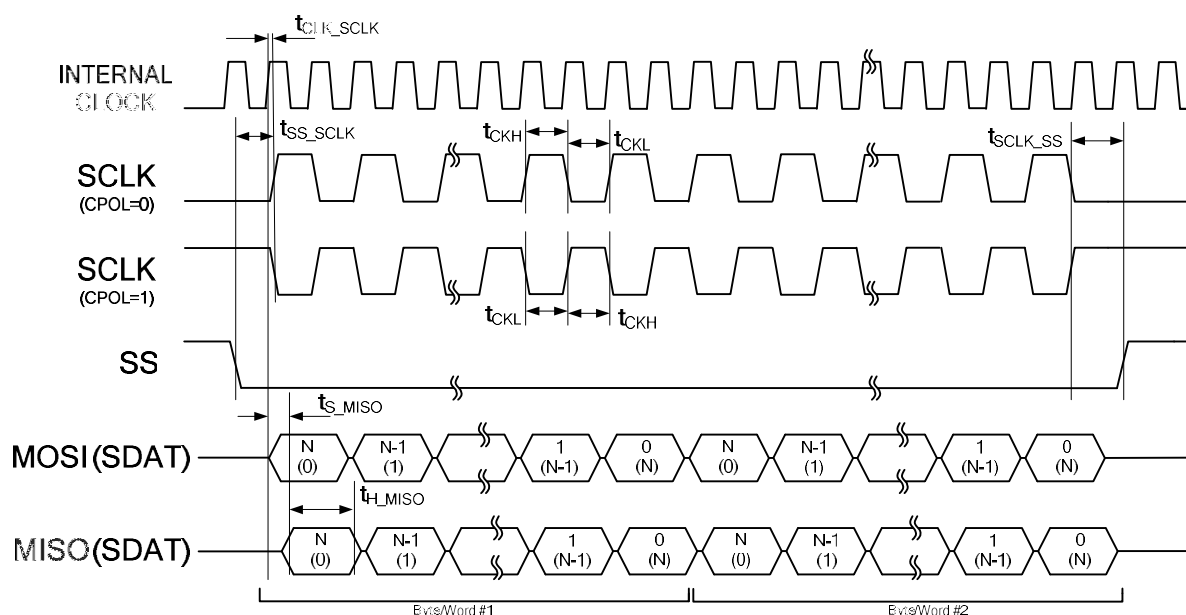 tCLK_SCLK
INTERNAL
CLOCK
tSS_SCLK
tCKH
tCKL
tSCLK_SS
SCLK
(CPOL=0)
SCLK
(CPOL=1)
tCKL
tCKH
SS
tS_MISO
MOSI(SDAT)
N N-1 1 0 N N-1 1 0
(0) (1) (N-1) (N) (0) (1) (N-1) (N)
tH_MISO
MISO(SDAT)
N N-1 1 0 N N-1 1 0
(0) (1) (N-1) (N) (0) (1) (N-1) (N)
Byte/Word #1 Byte/Word #2